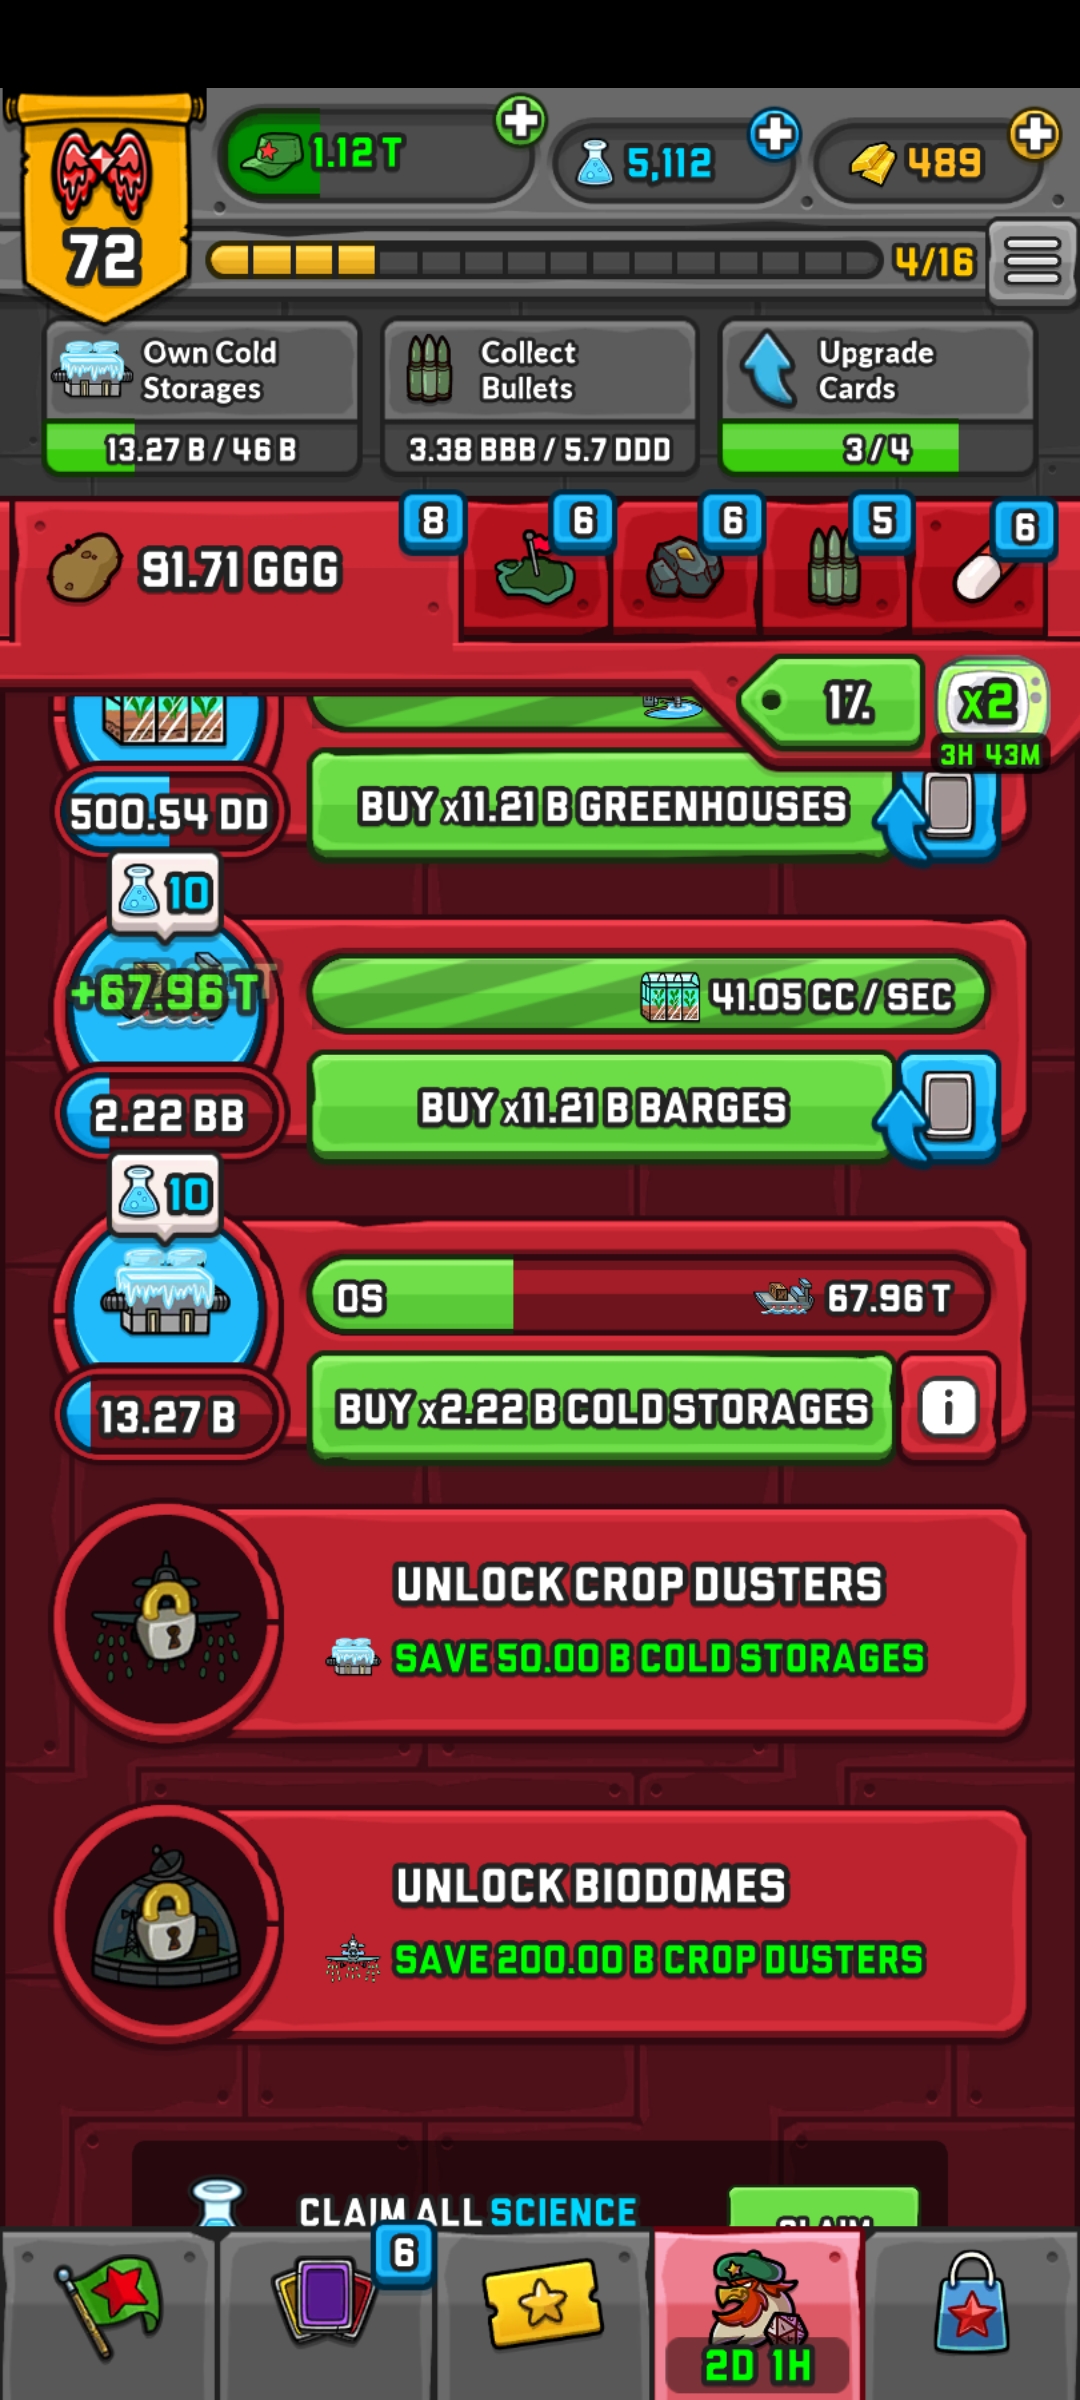 1.12 T
5,112
489
72
4/16
Own Cold
Storages
13.27 B / 46 B
Collect
Bullets
3.38 BBB / 5.7 DDD
Upgrade
Cards
3 / 4
91.71 GGG
8
6
6
5
6
1%
x2
3H 43M
500.54 DD
BUY x11.21 B GREENHOUSES
10
+67.96 T
41.05 CC / SEC
2.22 BB
BUY x11.21 B BARGES
10
0S
67.96 T
13.27 B
BUY x2.22 B COLD STORAGES
i
UNLOCK CROP DUSTERS
SAVE 50.00 B COLD STORAGES
UNLOCK BIODOMES
SAVE 200.00 B CROP DUSTERS
CLAIM ALL SCIENCE
CLAIM
6
2D 1H